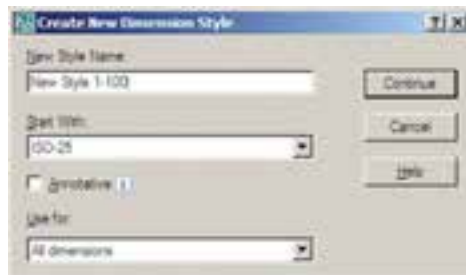 Create New Dimension Style
New Style Name:
New Style 1-100
Continue
Start With:
ISO-25
Cancel
Annotative
Help
Use for:
All dimensions